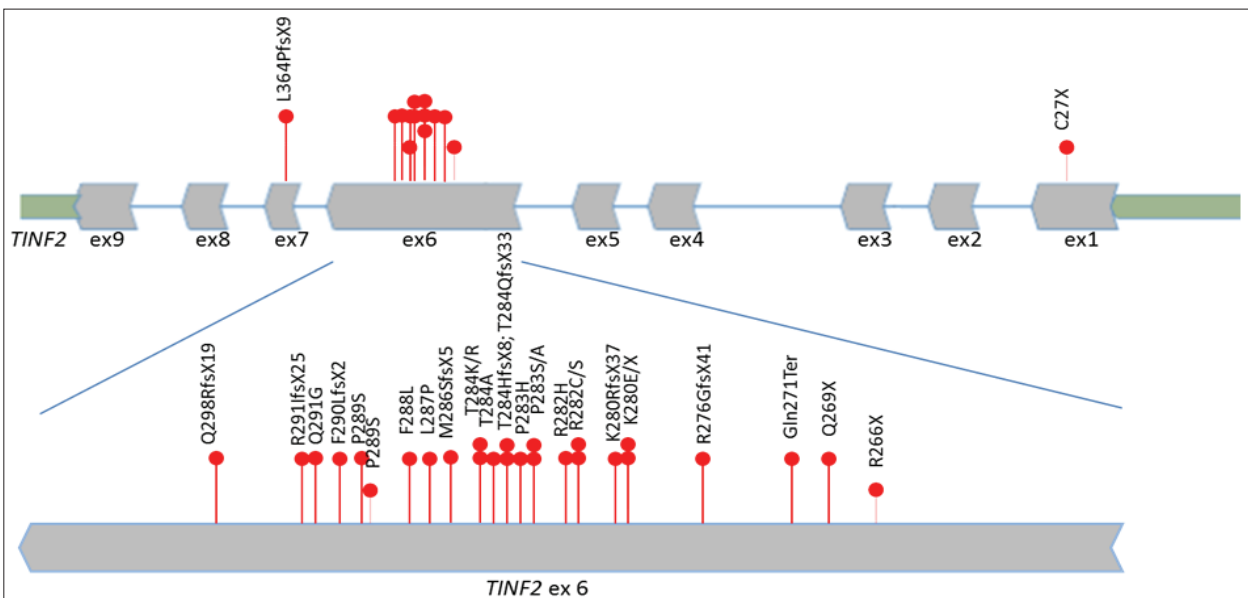 L364PfsX9
C27X
TINF2
ex9
ex8
ex7
ex6
ex5
ex4
ex3
ex2
ex1
Q298RfsX19
R291IfsX25
Q291G
F290LfsX2
P289S
P289S
F288L
L287P
M286SfsX5
T284K/R
T284A
T284HfsX8; T284QfsX33
P283H
P283S/A
R282H
R282C/S
K280RfsX37
K280E/X
R276GfsX41
Gln271Ter
Q269X
R266X
TINF2 ex 6